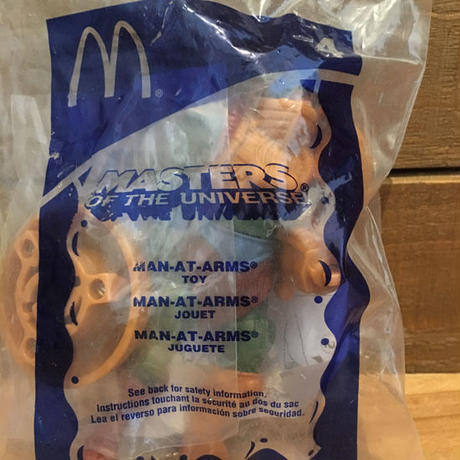 4
MASTERS
OF THE UNIVERSE®
MAN-AT-ARMS®
TOY
MAN-AT-ARMS®
JOUET
MAN-AT-ARMS®
JUGUETE
See back for safety information.
Instructions touchant la sécurité au dos du sac
Lea el reverso para información sobre seguridad.